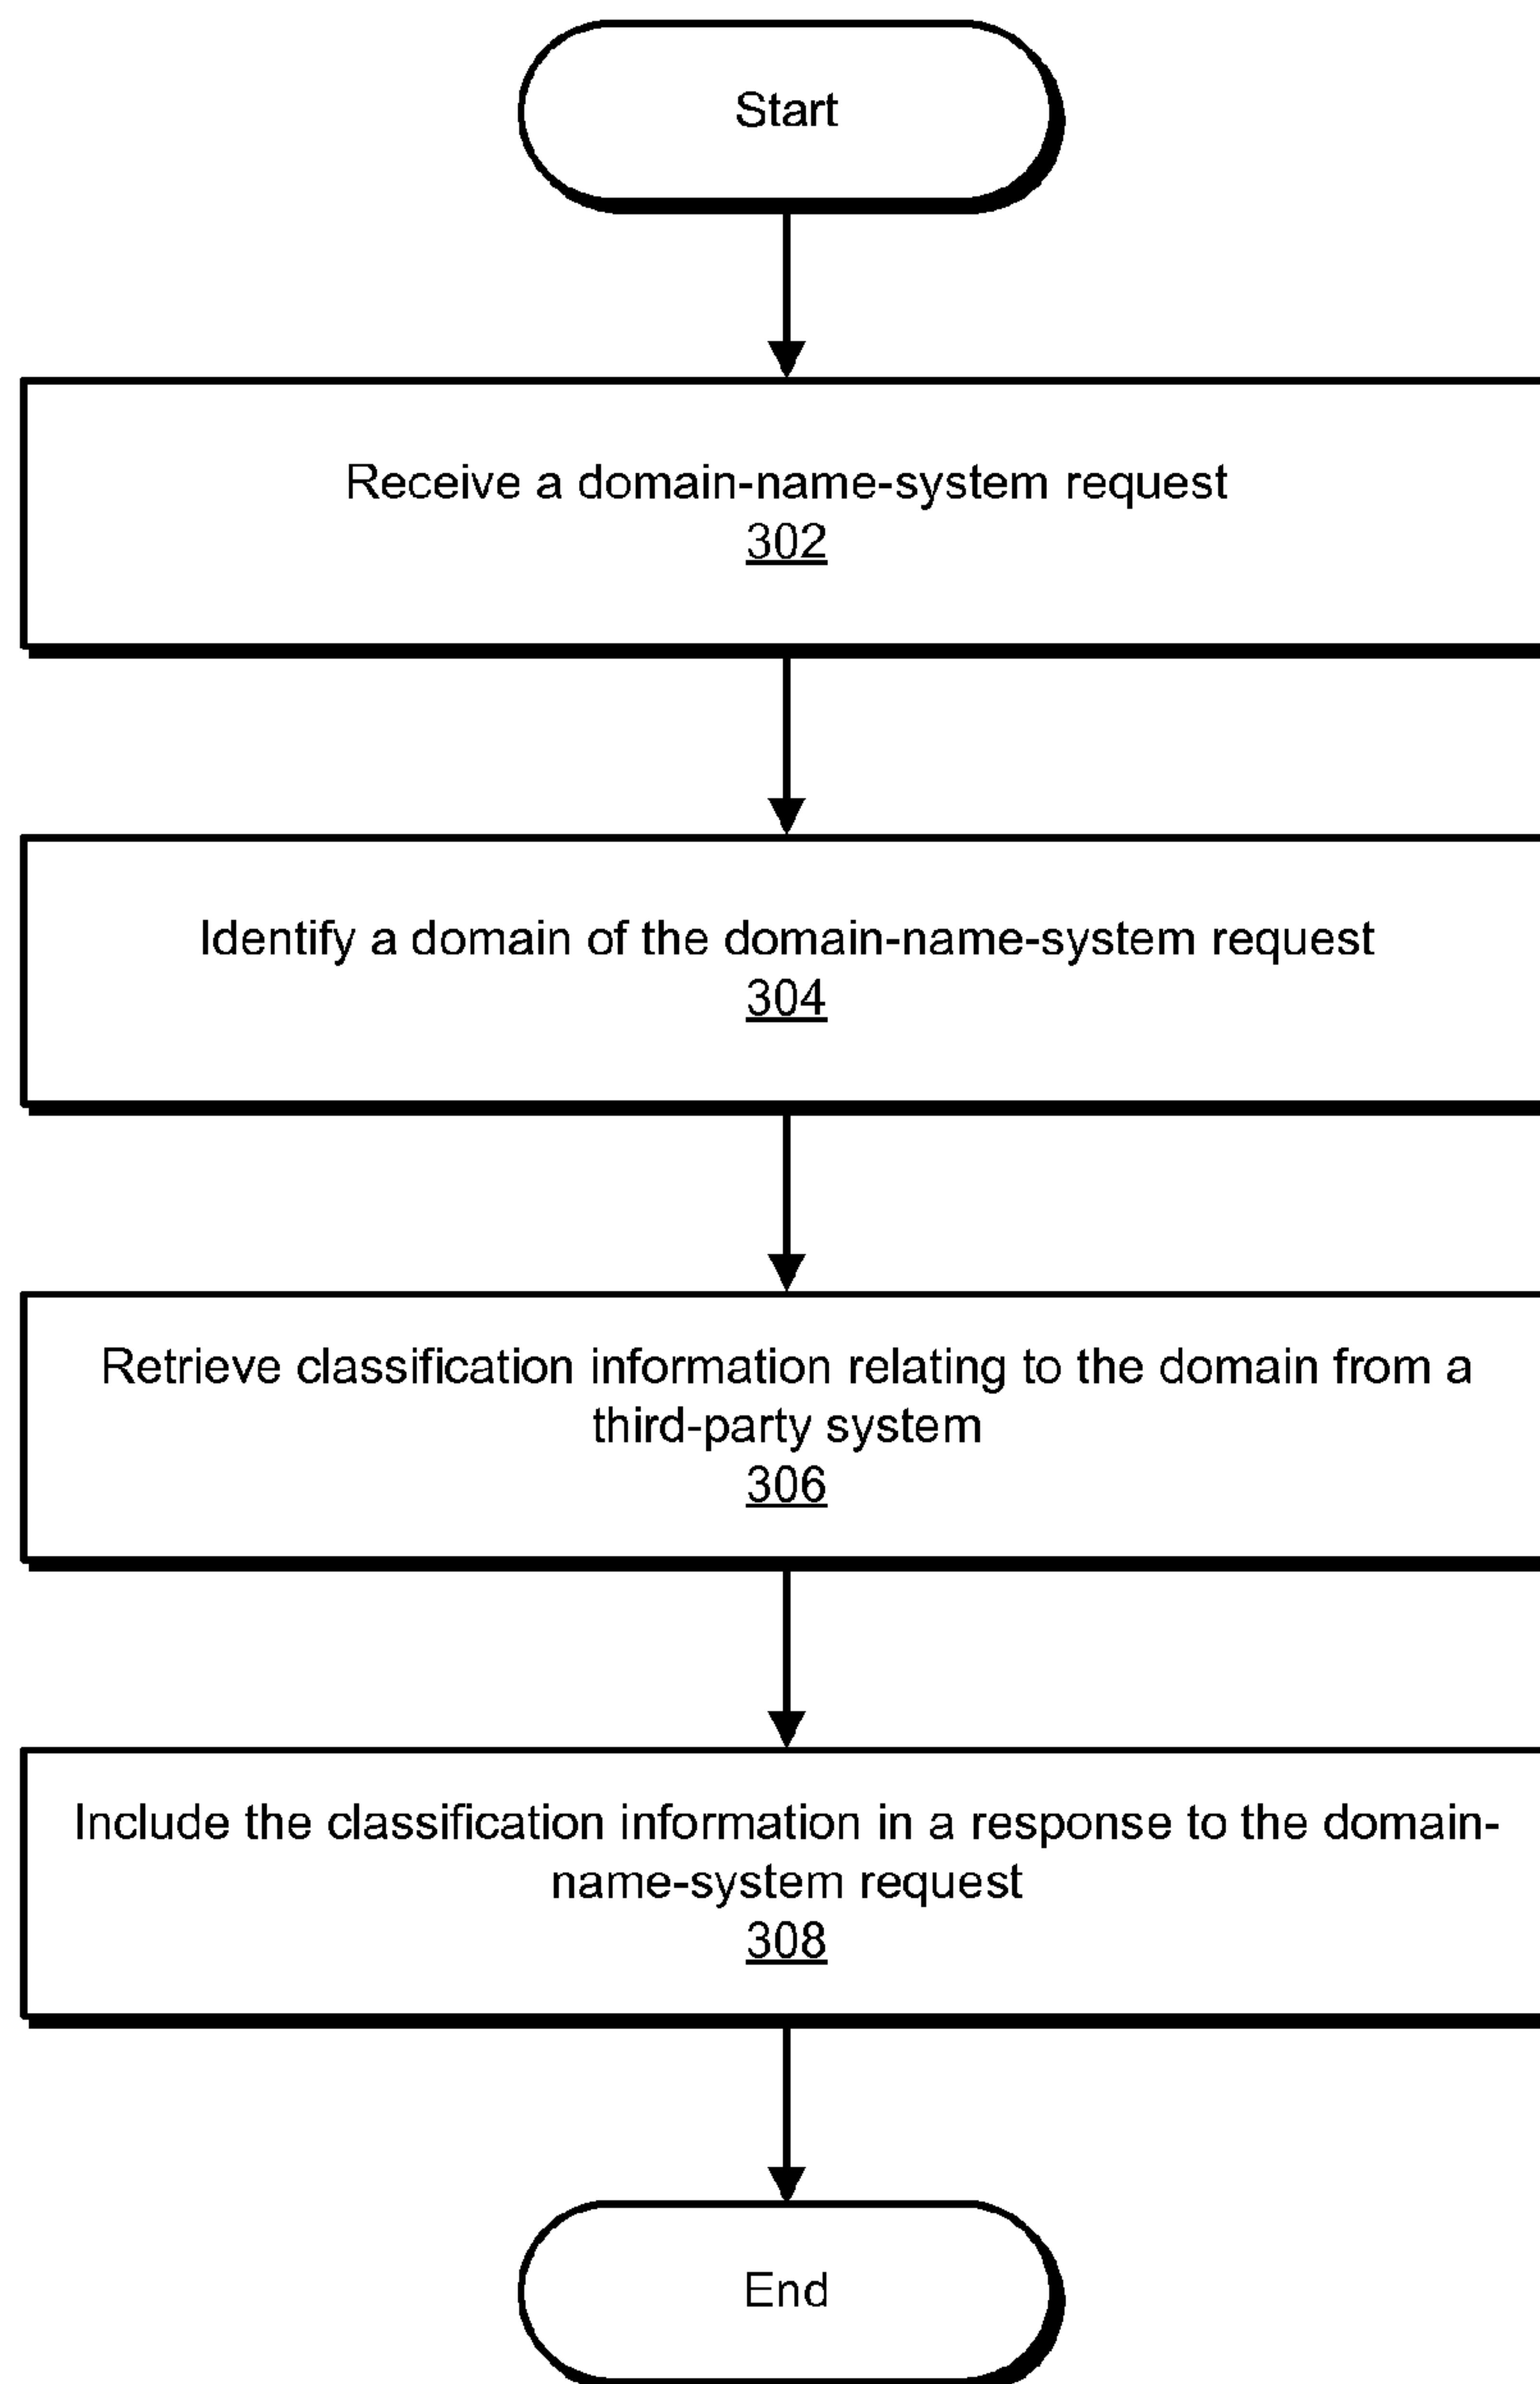 Start
Receive a domain-name-system request
302
Identify a domain of the domain-name-system request
304
Retrieve classification information relating to the domain from a
third-party system
306
Include the classification information in a response to the domain-
name-system request
308
End